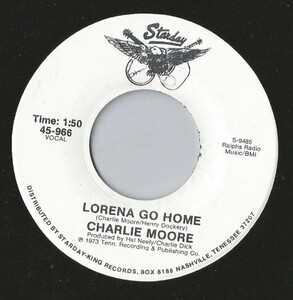 Starday
Time: 1:50
45-966
VOCAL
S-9485
Ralphs Radio
Music/BMI
LORENA GO HOME
(Charlie Moore/Henry Dockery)
CHARLIE MOORE
Produced by Hal Neely/Charlie Dick
℗ 1973 Tenn. Recording & Publishing Co.
DISTRIBUTED BY STARDAY-KING RECORDS, BOX 8188 NASHVILLE, TENNESSEE 37207